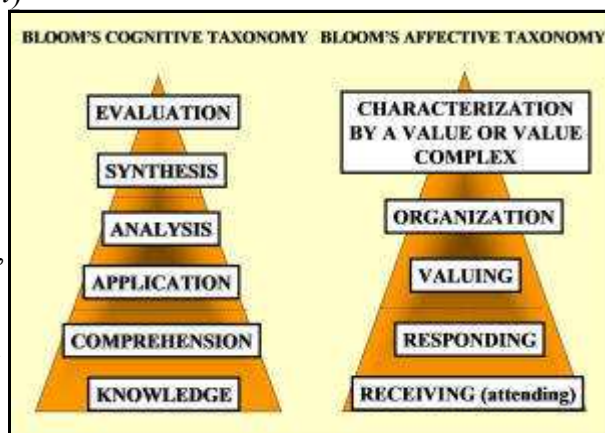 BLOOM'S COGNITIVE TAXONOMY
EVALUATION
SYNTHESIS
ANALYSIS
APPLICATION
COMPREHENSION
KNOWLEDGE
BLOOM'S AFFECTIVE TAXONOMY
CHARACTERIZATION
BY A VALUE OR VALUE
COMPLEX
ORGANIZATION
VALUING
RESPONDING
RECEIVING (attending)